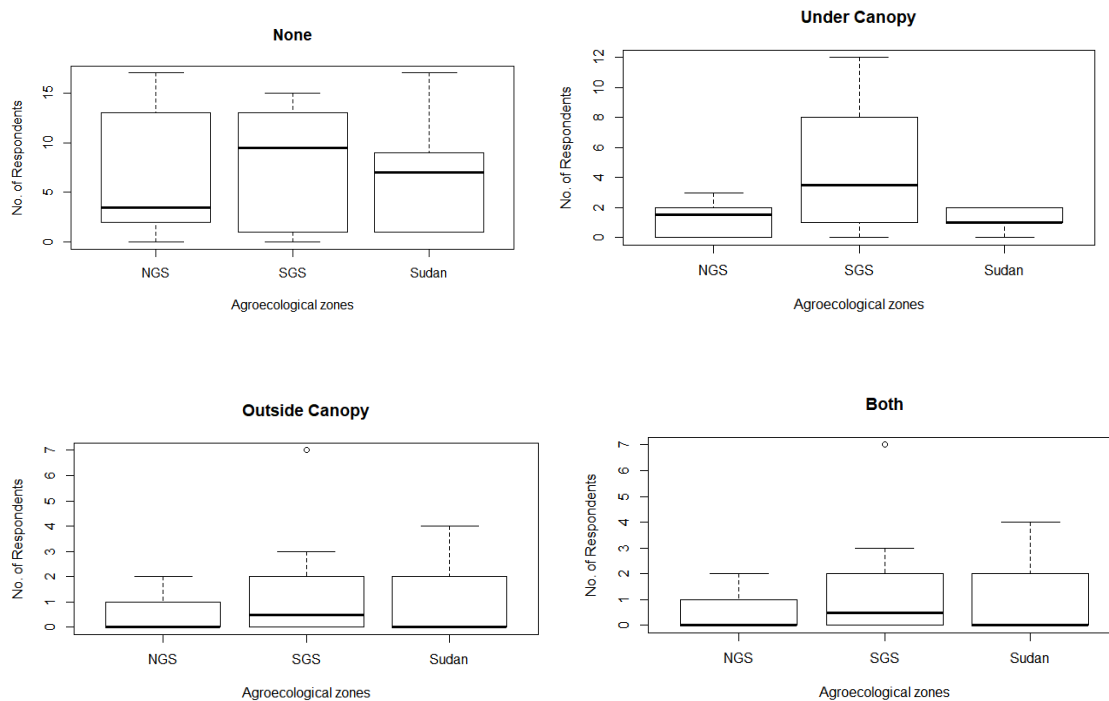 None
No. of Respondents
15
10
5
0
NGS SGS Sudan
Agroecological zones
Under Canopy
No. of Respondents
12
10
8
6
4
2
0
NGS SGS Sudan
Agroecological zones
Outside Canopy
No. of Respondents
7
6
5
4
3
2
1
0
NGS SGS Sudan
Agroecological zones
Both
No. of Respondents
7
6
5
4
3
2
1
0
NGS SGS Sudan
Agroecological zones